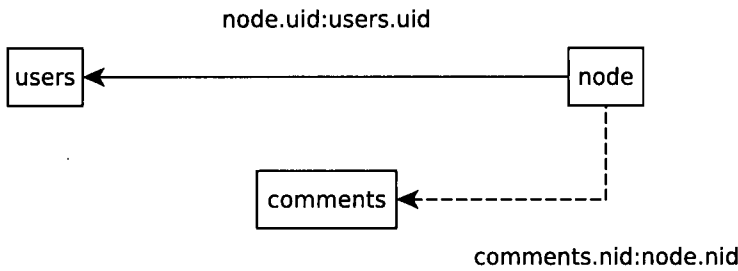 node.uid:users.uid
users
node
comments
comments.nid:node.nid